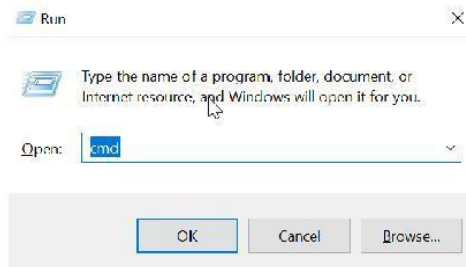 Run
Type the name of a program, folder, document, or
Internet resource, and Windows will open it for you.
Open: cmd
OK Cancel Browse...